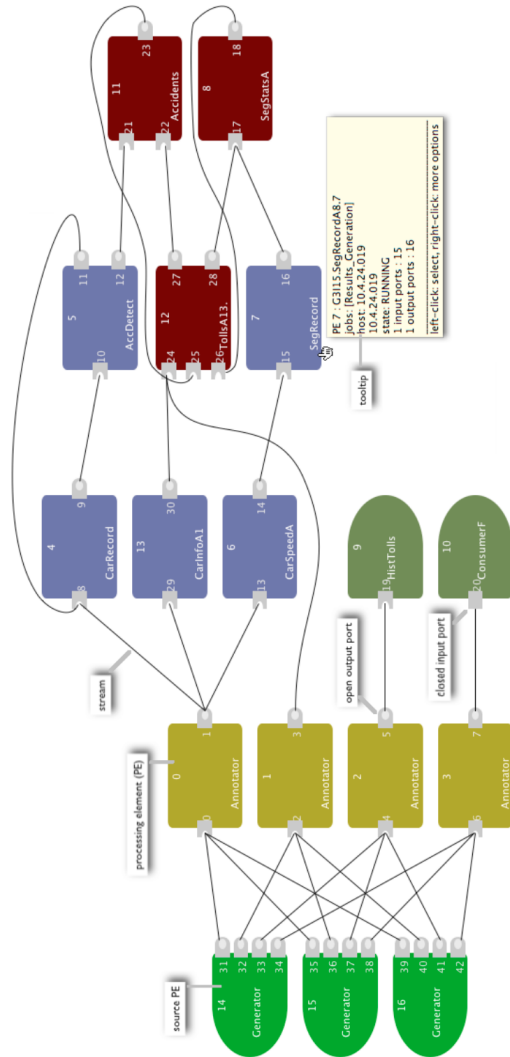 source PE
14
Generator
31
32
33
34
15
Generator
35
36
37
38
16
Generator
39
40
41
42
processing element (PE)
0
Annotator
0
1
1
Annotator
2
3
2
Annotator
4
5
3
Annotator
6
7
stream
4
CarRecord
8
9
13
CarInfoA1
29
30
6
CarSpeedA
13
14
open output port
9
HistTolls
19
closed input port
10
ConsumerF
20
5
AccDetect
10
11
12
12
TollsA13.
24
25
26
27
28
7
SegRecord
15
16
tooltip
PE 7 : G3I15.SegRecordA8.7
jobs: [Results_Generation]
host: 10.4.24.019
10.4.24.019
state: RUNNING
1 input ports : 15
1 output ports : 16
left-click: select, right-click: more options
11
Accidents
21
22
23
8
SegStatsA
17
18